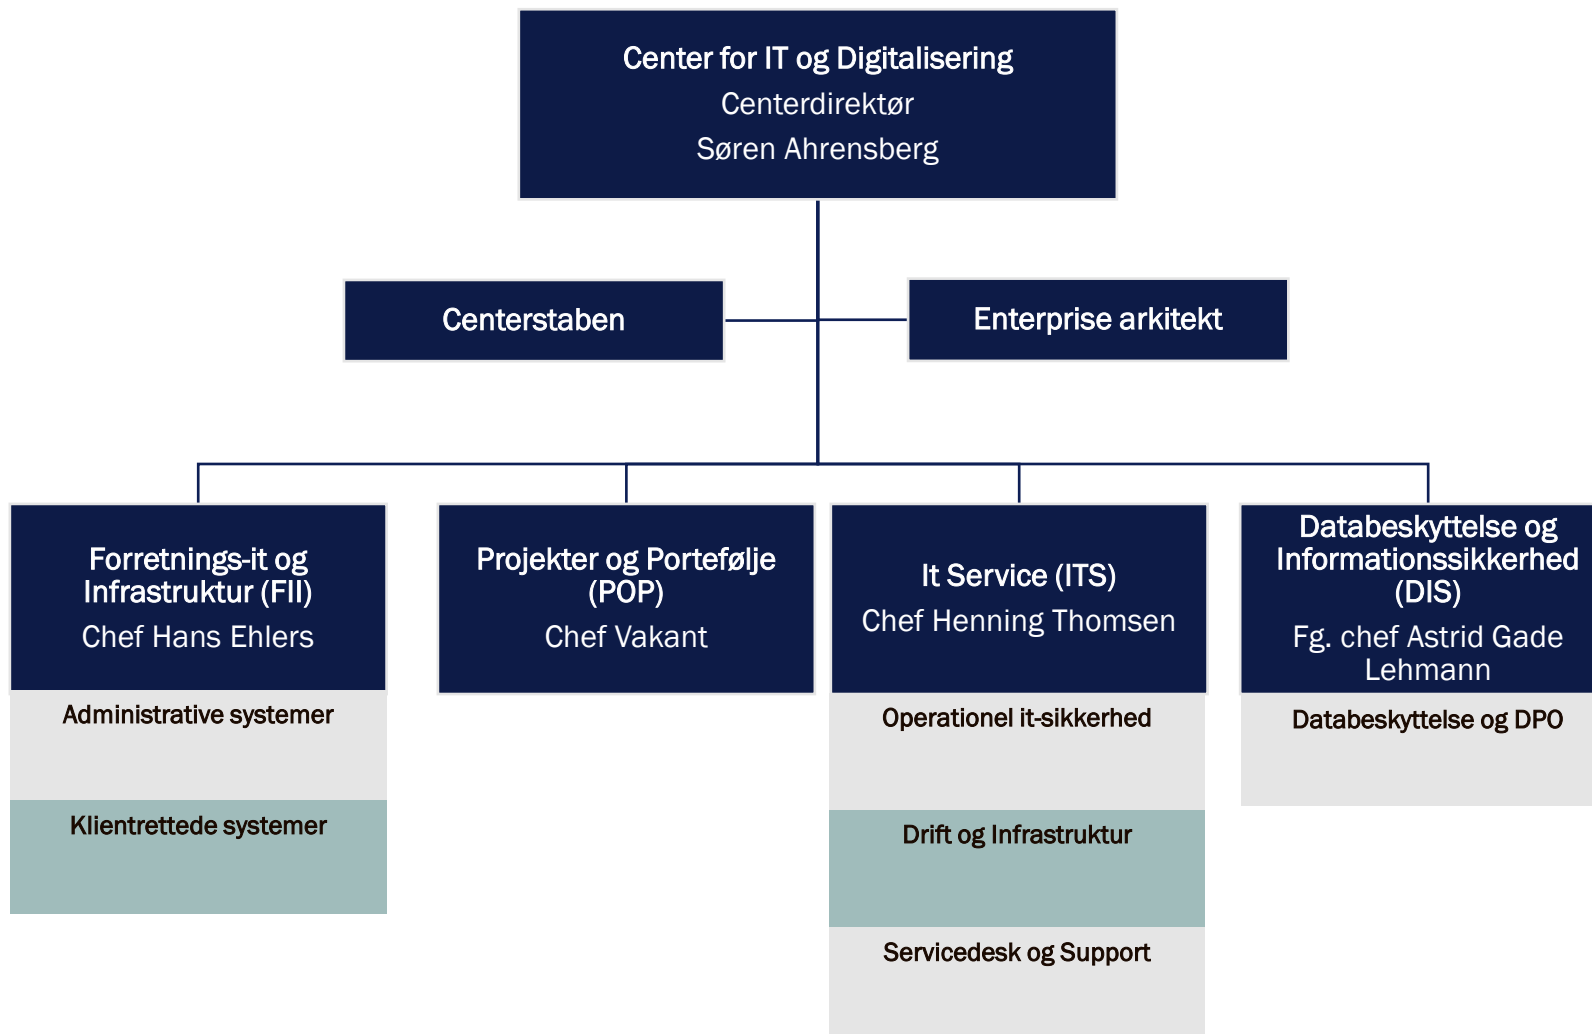 Center for IT og Digitalisering
Centerdirektør
Søren Ahrensberg
Centerstaben
Enterprise arkitekt
Forretnings-it og
Infrastruktur (FII)
Chef Hans Ehlers
Administrative systemer
Klientrettede systemer
Projekter og Portefølje
(POP)
Chef Vakant
It Service (ITS)
Chef Henning Thomsen
Operationel it-sikkerhed
Drift og Infrastruktur
Servicedesk og Support
Databeskyttelse og
Informationssikkerhed
(DIS)
Fg. chef Astrid Gade
Lehmann
Databeskyttelse og DPO